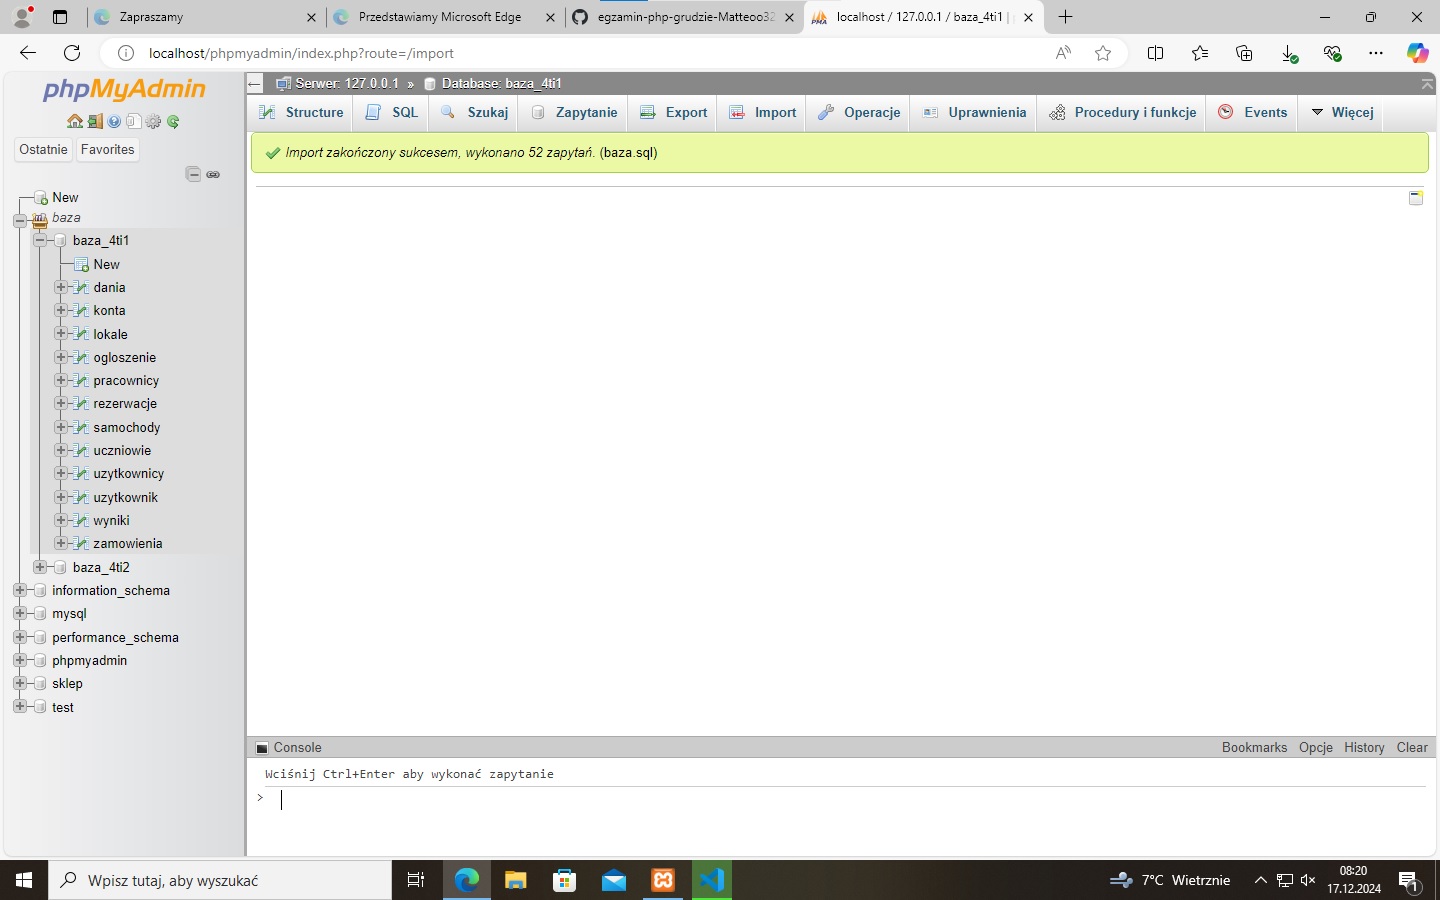 Zapraszamy
Przedstawiamy Microsoft Edge
egzamin-php-grudzie-Matteoo32
localhost / 127.0.0.1 / baza_4ti1 |
localhost/phpmyadmin/index.php?route=/import
phpMyAdmin
Serwer: 127.0.0.1 » Database: baza_4ti1
Structure SQL Szukaj Zapytanie Export Import Operacje Uprawnienia Procedury i funkcje Events Więcej
Import zakończony sukcesem, wykonano 52 zapytań. (baza.sql)
Ostatnie Favorites
New
baza
baza_4ti1
New
dania
konta
lokale
ogloszenie
pracownicy
rezerwacje
samochody
uczniowie
uzytkownicy
uzytkownik
wyniki
zamowienia
baza_4ti2
information_schema
mysql
performance_schema
phpmyadmin
sklep
test
Console Bookmarks Opcje History Clear
Wciśnij Ctrl+Enter aby wykonać zapytanie
>
Wpisz tutaj, aby wyszukać
7°C Wietrznie
08:20
17.12.2024
1